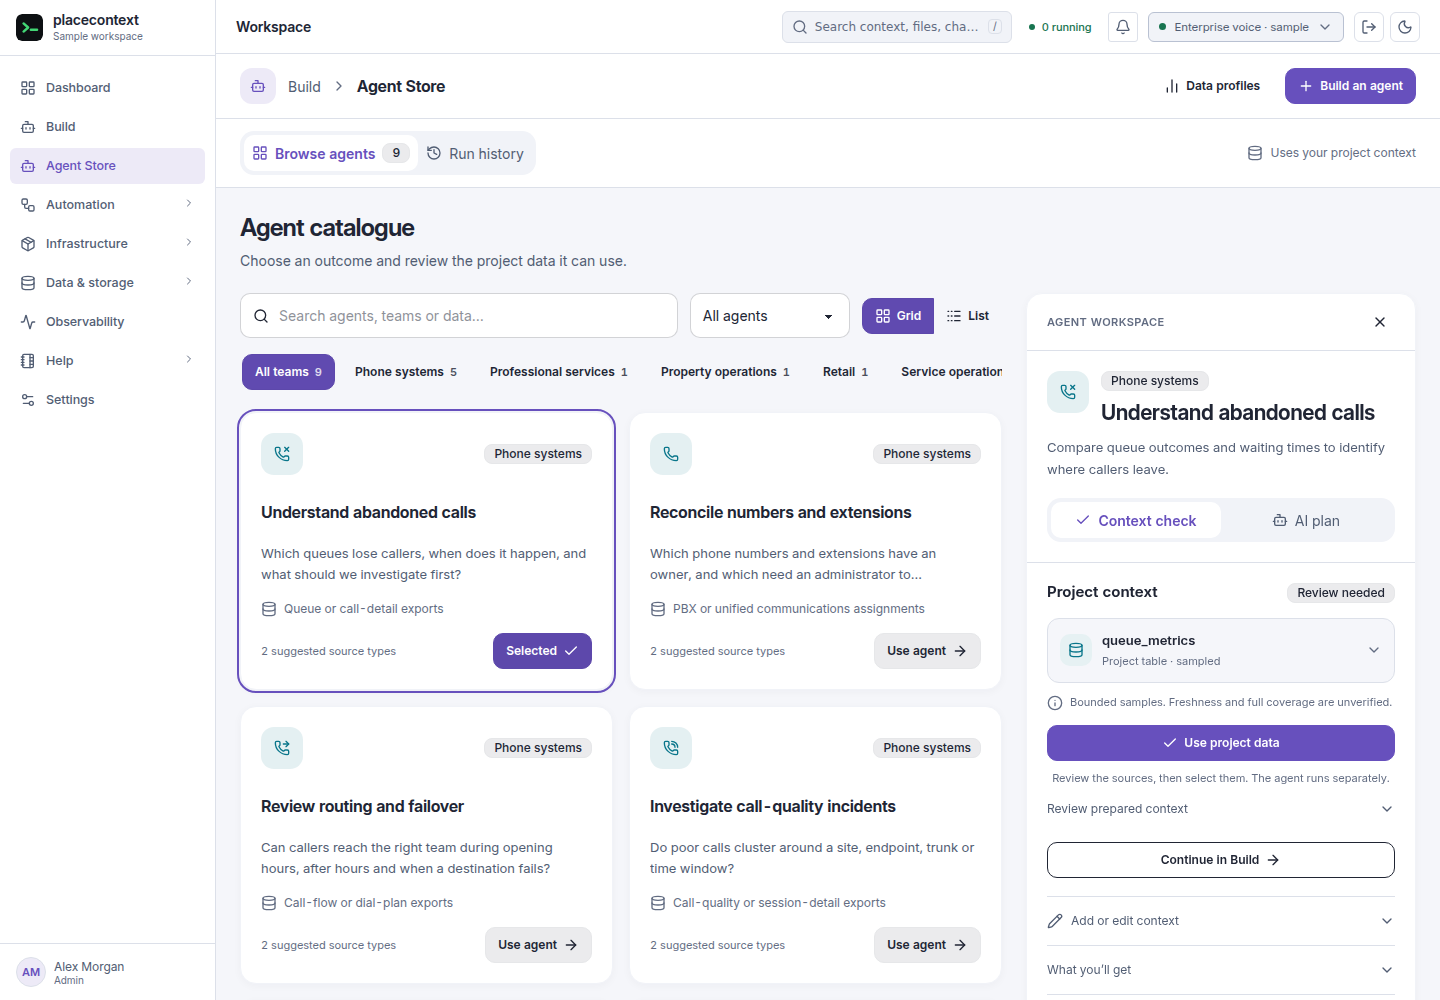 placecontext
Sample workspace
Dashboard
Build
Agent Store
Automation
Infrastructure
Data & storage
Observability
Help
Settings
AM
Alex Morgan
Admin
Workspace
Search context, files, cha...
/
0 running
Enterprise voice · sample
Build
Agent Store
Data profiles
Build an agent
Browse agents 9
Run history
Uses your project context
Agent catalogue
Choose an outcome and review the project data it can use.
Search agents, teams or data...
All agents
Grid
List
All teams 9
Phone systems 5
Professional services 1
Property operations 1
Retail 1
Service operation
Phone systems
Understand abandoned calls
Which queues lose callers, when does it happen, and
what should we investigate first?
Queue or call-detail exports
2 suggested source types
Selected
Phone systems
Reconcile numbers and extensions
Which phone numbers and extensions have an
owner, and which need an administrator to...
PBX or unified communications assignments
2 suggested source types
Use agent
Phone systems
Review routing and failover
Can callers reach the right team during opening
hours, after hours and when a destination fails?
Call-flow or dial-plan exports
2 suggested source types
Use agent
Phone systems
Investigate call-quality incidents
Do poor calls cluster around a site, endpoint, trunk or
time window?
Call-quality or session-detail exports
2 suggested source types
Use agent
AGENT WORKSPACE
Phone systems
Understand abandoned calls
Compare queue outcomes and waiting times to identify
where callers leave.
Context check
AI plan
Project context
Review needed
queue_metrics
Project table · sampled
Bounded samples. Freshness and full coverage are unverified.
Use project data
Review the sources, then select them. The agent runs separately.
Review prepared context
Continue in Build
Add or edit context
What you'll get